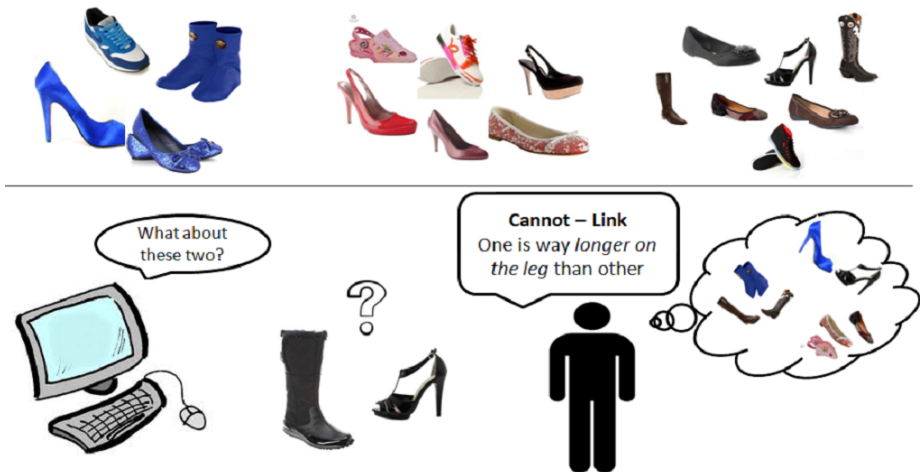 What about
these two?
Cannot – Link
One is way longer on
the leg than other
?